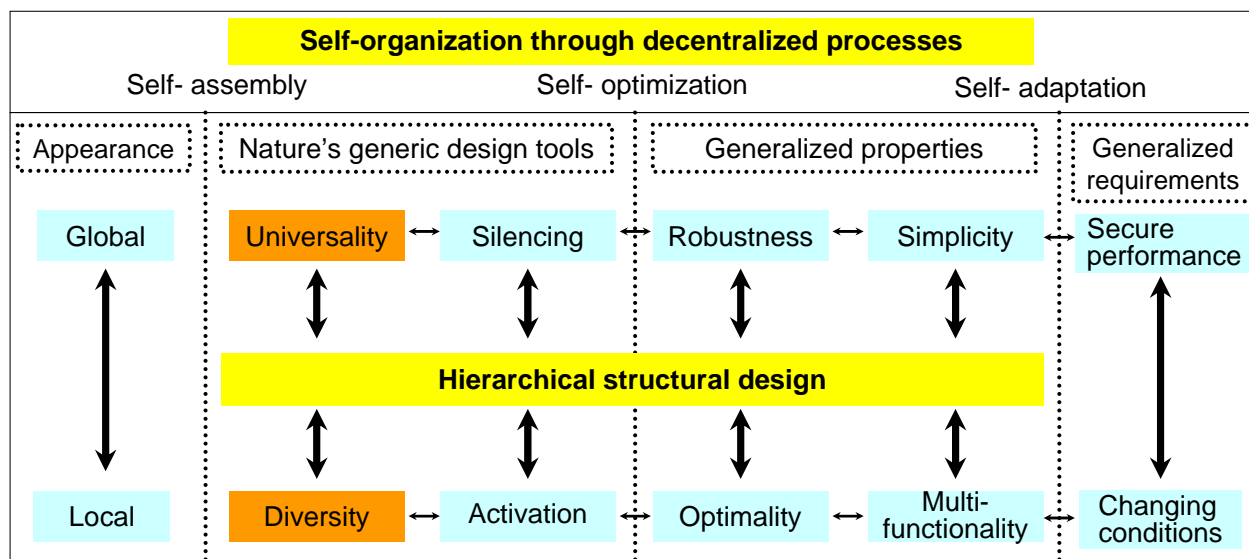 Self-organization through decentralized processes
Self- assembly
Self- optimization
Self- adaptation
Appearance
Nature's generic design tools
Generalized properties
Generalized
requirements
Global
Universality
Silencing
Robustness
Simplicity
Secure
performance
Hierarchical structural design
Local
Diversity
Activation
Optimality
Multi-
functionality
Changing
conditions